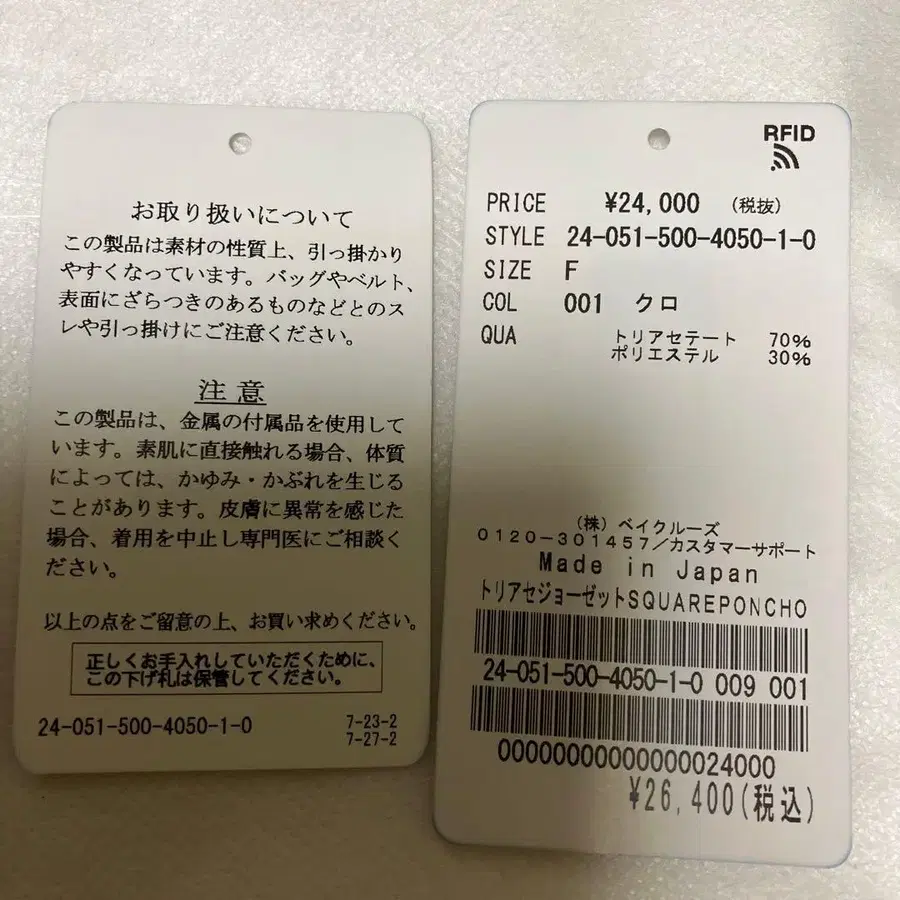 お取り扱いについて
この製品は素材の性質上、引っ掛かり
やすくなっています。バッグやベルト、
表面にざらつきのあるものなどとのス
レや引っ掛けにご注意ください。
注意
この製品は、金属の付属品を使用して
います。素肌に直接触れる場合、体質
によっては、かゆみ・かぶれを生じる
ことがあります。皮膚に異常を感じた
場合、着用を中止し専門医にご相談く
ださい。
以上の点をご留意の上、お買い求めください。
正しくお手入れしていただくために、
この下げ札は保管してください。
24-051-500-4050-1-0
7-23-2
7-27-2
RFID
PRICE ¥24,000 (税抜)
STYLE 24-051-500-4050-1-0
SIZE F
COL 001 クロ
QUA トリアセテート 70%
ポリエステル 30%
(株)ベイクルーズ
0120-301457/カスタマーサポート
Made in Japan
トリアセジョーゼットSQUAREPONCHO
24-051-500-4050-1-0 009 001
00000000000000024000
¥26,400(税込)